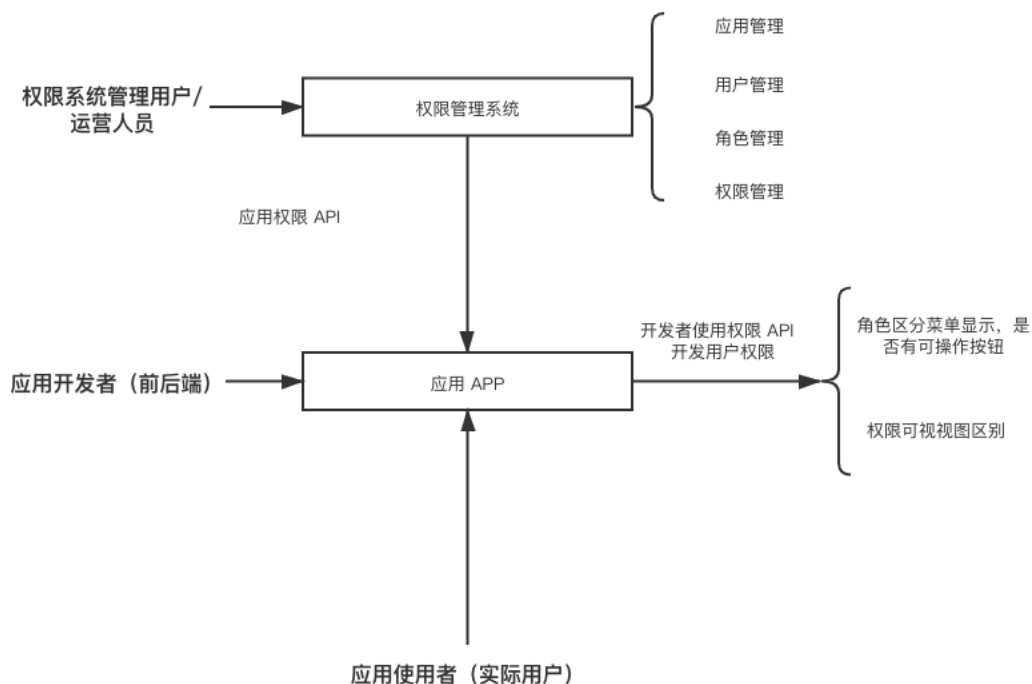 应用管理
用户管理
权限系统管理用户/
运营人员
权限管理系统
角色管理
权限管理
应用权限 API
角色区分菜单显示，是
否有可操作按钮
开发者使用权限 API
开发用户权限
应用开发者（前后端）
应用 APP
权限可视视图区别
应用使用者（实际用户）